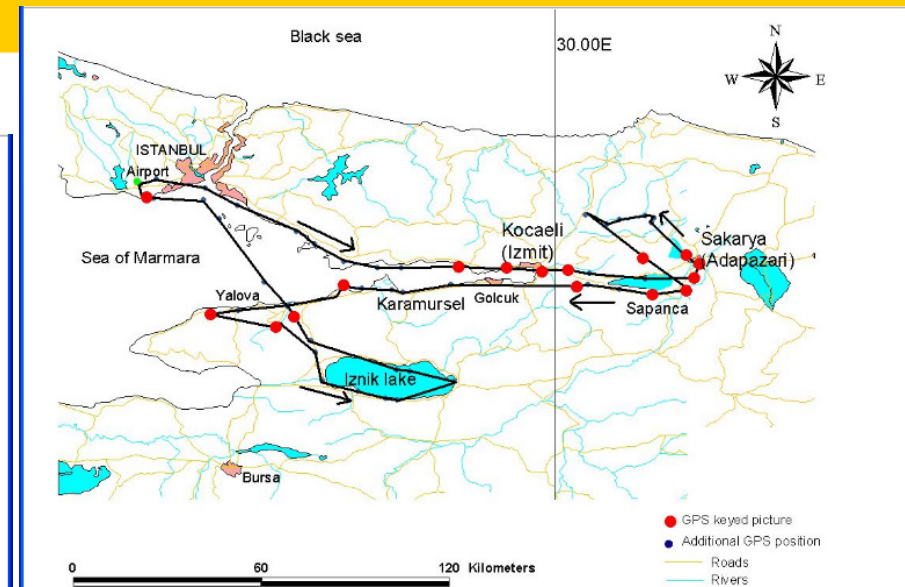 Black sea
30.00E
N
W E
S
ISTANBUL
Airport
Kocaeli
(Izmit)
Sakarya
(Adapazari)
Sea of Marmara
Yalova
Karamursel
Golcuk
Sapanca
Iznik lake
Bursa
GPS keyed picture
Additional GPS position
Roads
Rivers
0 60 120 Kilometers